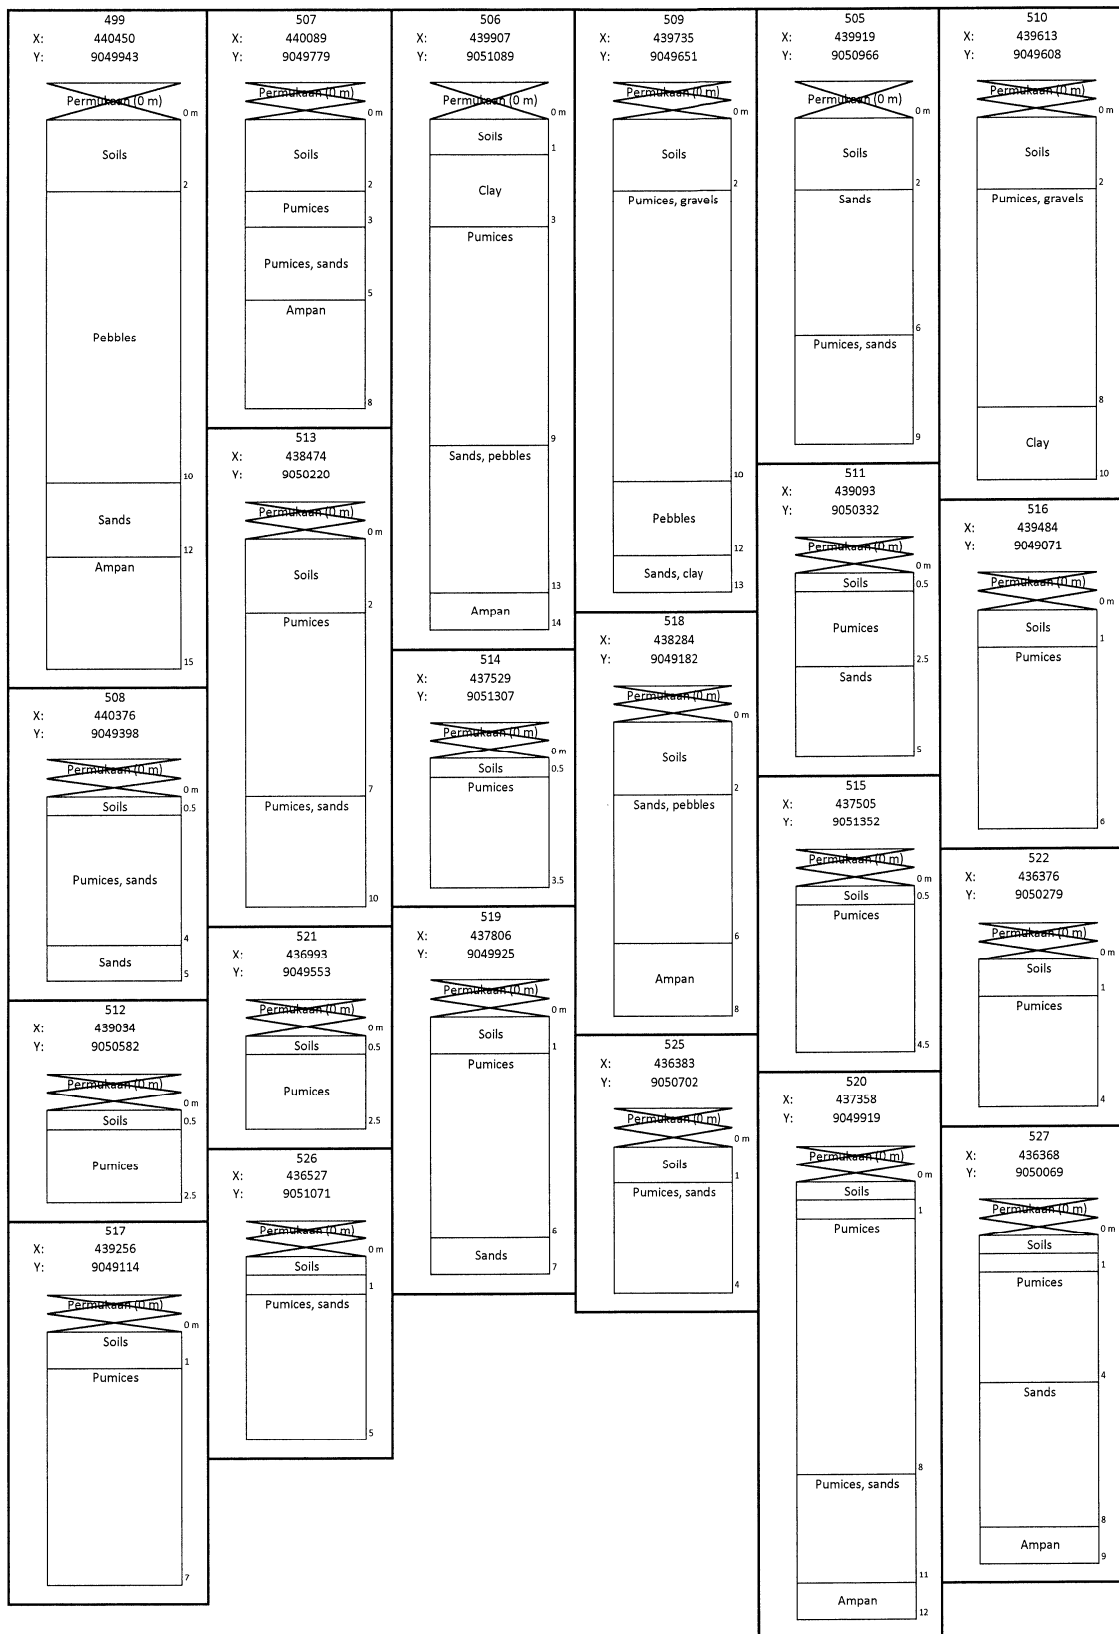 499
X: 440450
Y: 9049943
Permukaan (0 m)
0 m
Soils
2
Pebbles
10
Sands
12
Ampan
15
508
X: 440376
Y: 9049398
Permukaan (0 m)
0 m
Soils
0.5
Pumices, sands
4
Sands
5
512
X: 439034
Y: 9050582
Permukaan (0 m)
0 m
Soils
0.5
Pumices
2.5
517
X: 439256
Y: 9049114
Permukaan (0 m)
0 m
Soils
1
Pumices
7
507
X: 440089
Y: 9049779
Permukaan (0 m)
0 m
Soils
2
Pumices
3
Pumices, sands
5
Ampan
8
513
X: 438474
Y: 9050220
Permukaan (0 m)
0 m
Soils
2
Pumices
7
Pumices, sands
10
521
X: 436993
Y: 9049553
Permukaan (0 m)
0 m
Soils
0.5
Pumices
2.5
526
X: 436527
Y: 9051071
Permukaan (0 m)
0 m
Soils
1
Pumices, sands
5
506
X: 439907
Y: 9051089
Permukaan (0 m)
0 m
Soils
1
Clay
3
Pumices
9
Sands, pebbles
13
Ampan
14
514
X: 437529
Y: 9051307
Permukaan (0 m)
0 m
Soils
0.5
Pumices
3.5
519
X: 437806
Y: 9049925
Permukaan (0 m)
0 m
Soils
1
Pumices
6
Sands
7
509
X: 439735
Y: 9049651
Permukaan (0 m)
0 m
Soils
2
Pumices, gravels
10
Pebbles
12
Sands, clay
13
518
X: 438284
Y: 9049182
Permukaan (0 m)
0 m
Soils
2
Sands, pebbles
6
Ampan
8
525
X: 436383
Y: 9050702
Permukaan (0 m)
0 m
Soils
1
Pumices, sands
4
505
X: 439919
Y: 9050966
Permukaan (0 m)
0 m
Soils
2
Sands
6
Pumices, sands
9
511
X: 439093
Y: 9050332
Permukaan (0 m)
0 m
Soils
0.5
Pumices
2.5
Sands
5
515
X: 437505
Y: 9051352
Permukaan (0 m)
0 m
Soils
0.5
Pumices
4.5
520
X: 437358
Y: 9049919
Permukaan (0 m)
0 m
Soils
1
Pumices
8
Pumices, sands
11
Ampan
12
510
X: 439613
Y: 9049608
Permukaan (0 m)
0 m
Soils
2
Pumices, gravels
8
Clay
10
516
X: 439484
Y: 9049071
Permukaan (0 m)
0 m
Soils
1
Pumices
6
522
X: 436376
Y: 9050279
Permukaan (0 m)
0 m
Soils
1
Pumices
4
527
X: 436368
Y: 9050069
Permukaan (0 m)
0 m
Soils
1
Pumices
4
Sands
8
Ampan
9